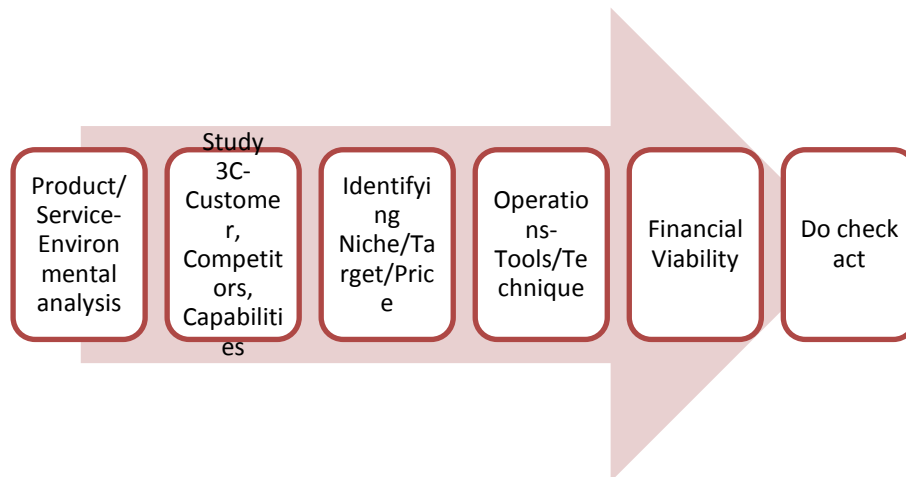 Product/
Service-
Environ
mental
analysis
Study
3C-
Custome
r,
Competit
ors,
Capabiliti
es
Identifyi
ng
Niche/Ta
rget/Pric
e
Operatio
ns-
Tools/Te
chnique
Financial
Viability
Do check
act